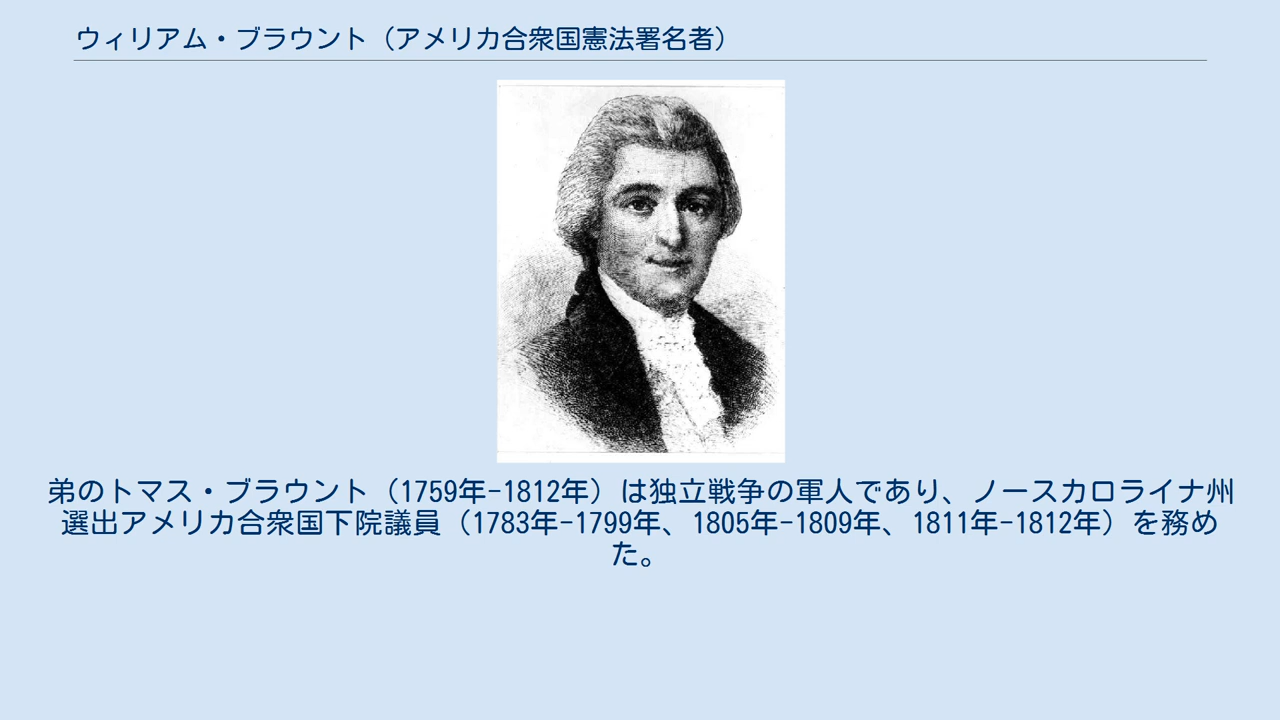 ウィリアム・ブラウント（アメリカ合衆国憲法署名者）
弟のトマス・ブラウント（1759年-1812年）は独立戦争の軍人であり、ノースカロライナ州
選出アメリカ合衆国下院議員（1783年-1799年、1805年-1809年、1811年-1812年）を務め
た。